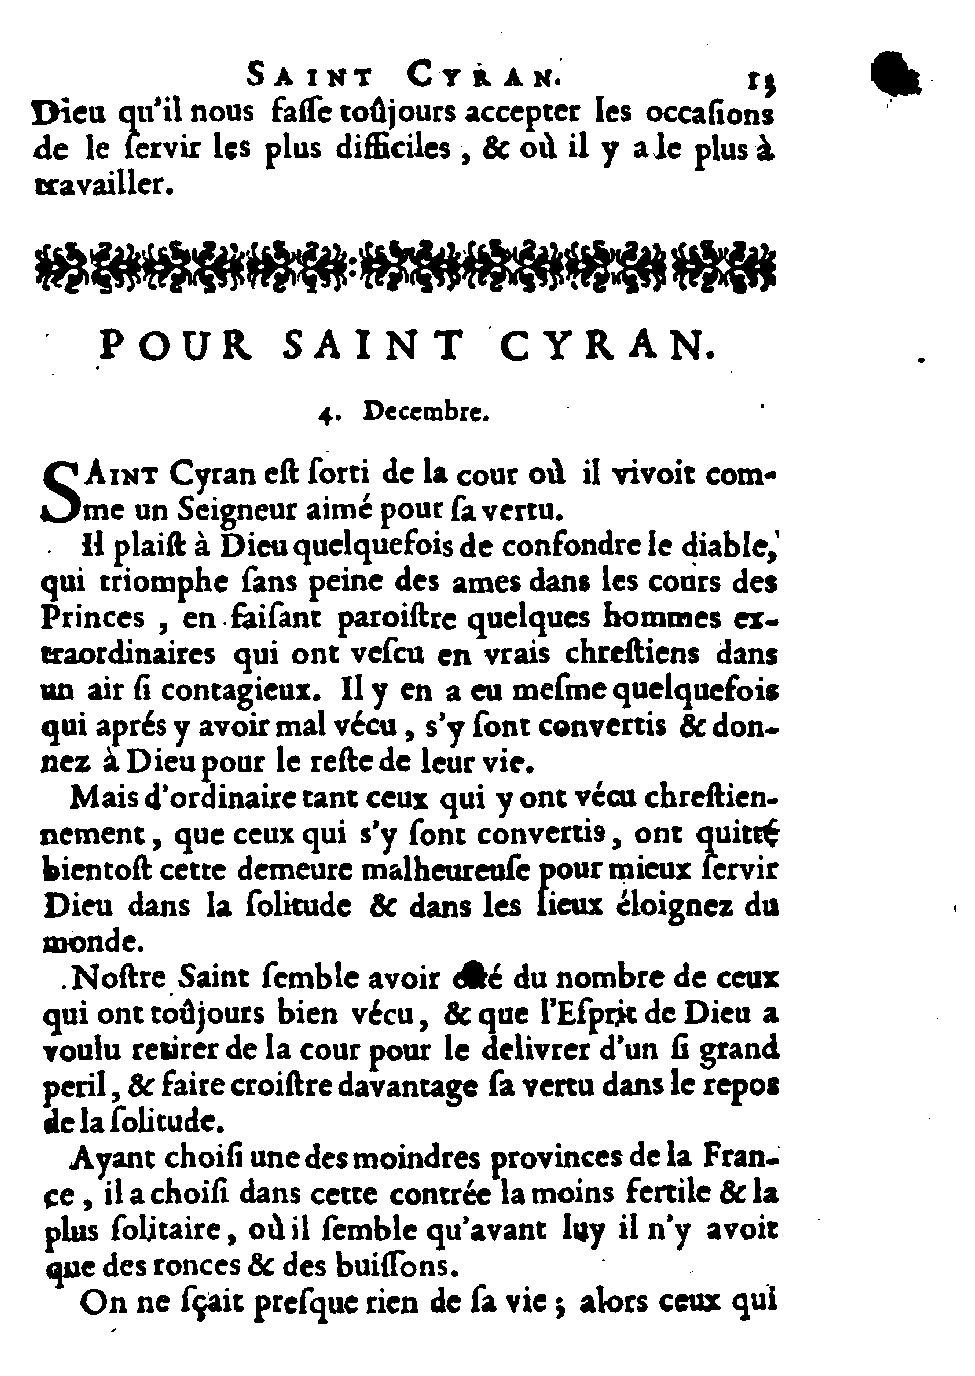 SAINT CYRAN. 15
Dieu qu'il nous faſſe toûjours accepter les occaſions
de le ſervir les plus difficiles, & où il y a le plus à
travailler.
POUR SAINT CYRAN.
4. Decembre.
SAINT Cyran eſt ſorti de la cour où il vivoit com-
me un Seigneur aimé pour ſa vertu.
Il plaiſt à Dieu quelquefois de confondre le diable,
qui triomphe ſans peine des ames dans les cours des
Princes, en faiſant paroiſtre quelques hommes ex-
traordinaires qui ont veſcu en vrais chreſtiens dans
un air ſi contagieux. Il y en a eu meſme quelquefois
qui aprés y avoir mal vécu, s'y ſont convertis & don-
nez à Dieu pour le reſte de leur vie.
Mais d'ordinaire tant ceux qui y ont vécu chreſtien-
nement, que ceux qui s'y ſont convertis, ont quitté
bientoſt cette demeure malheureuſe pour mieux ſervir
Dieu dans la ſolitude & dans les lieux éloignez du
monde.
Noſtre Saint ſemble avoir eſté du nombre de ceux
qui ont toûjours bien vécu, & que l'Eſprit de Dieu a
voulu retirer de la cour pour le delivrer d'un ſi grand
peril, & faire croiſtre davantage ſa vertu dans le repos
de la ſolitude.
Ayant choiſi une des moindres provinces de la Fran-
ce, il a choiſi dans cette contrée la moins fertile & la
plus ſolitaire, où il ſemble qu'avant luy il n'y avoit
que des ronces & des buiſſons.
On ne ſçait preſque rien de ſa vie; alors ceux qui